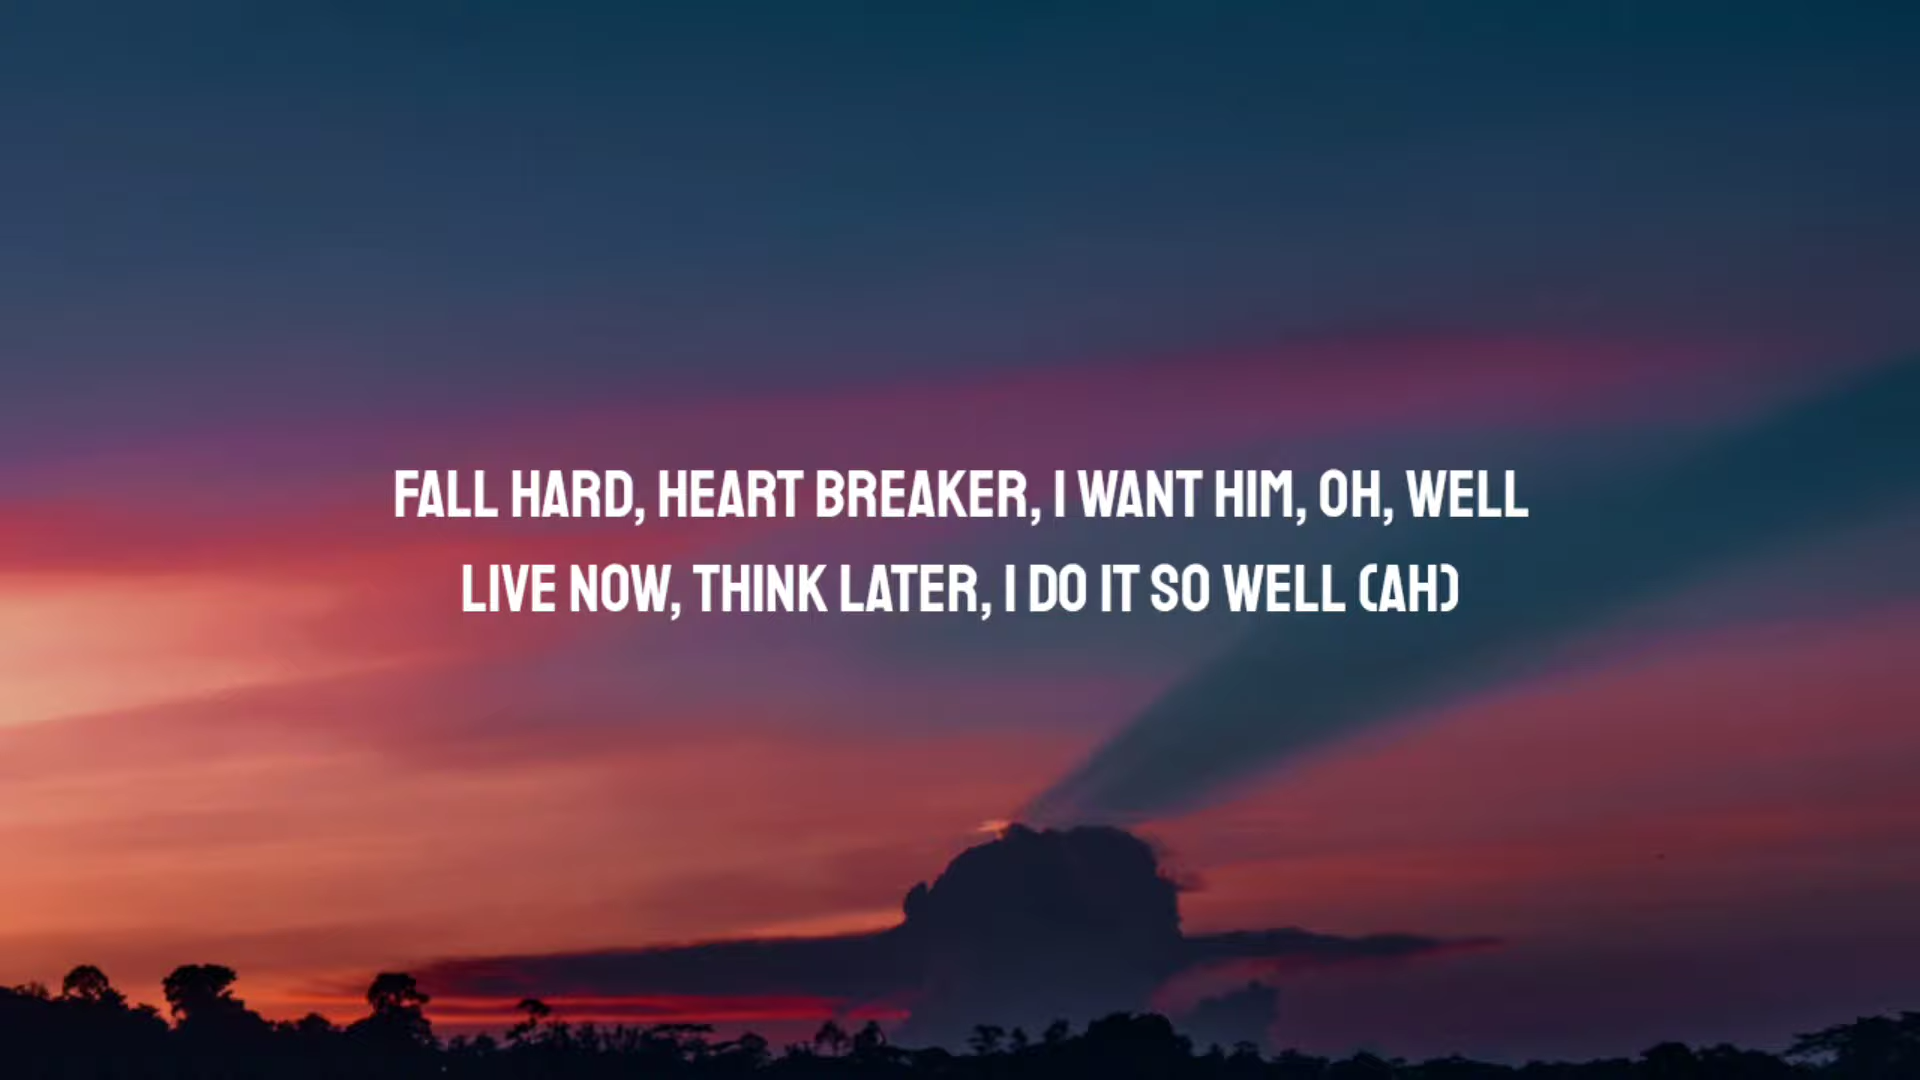 FALL HARD, HEART BREAKER, I WANT HIM, OH, WELL
LIVE NOW, THINK LATER, I DO IT SO WELL (AH)